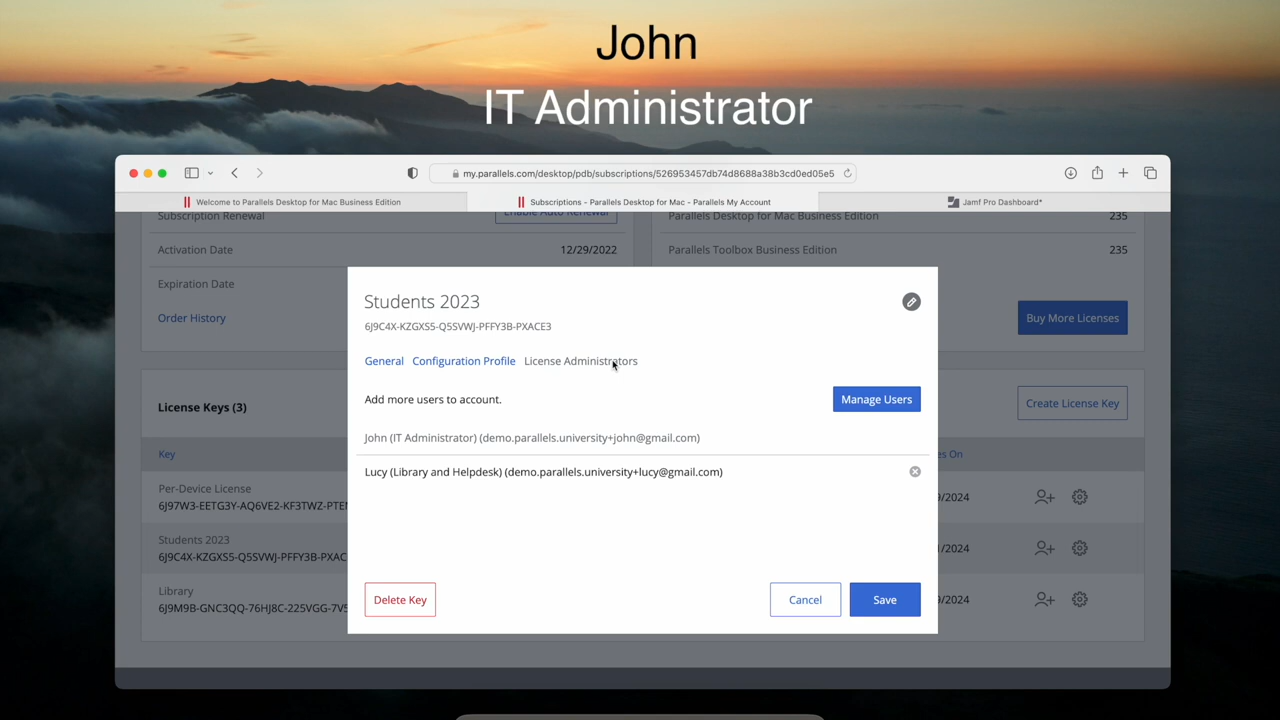 John
IT Administrator
my.parallels.com/desktop/pdb/subscriptions/526953457db74d8688a38b3cd0ed05e5
Welcome to Parallels Desktop for Mac Business Edition
Subscriptions - Parallels Desktop for Mac - Parallels My Account
Jamf Pro Dashboard*
Subscription Renewal
Enable Auto Renewal
Parallels Desktop for Mac Business Edition
235
Activation Date
12/29/2022
Parallels Toolbox Business Edition
235
Expiration Date
Order History
Buy More Licenses
Students 2023
6J9C4X-KZGXS5-Q5SVWJ-PFFY3B-PXACE3
General
Configuration Profile
License Administrators
Add more users to account.
Manage Users
John (IT Administrator) (demo.parallels.university+john@gmail.com)
Lucy (Library and Helpdesk) (demo.parallels.university+lucy@gmail.com)
Delete Key
Cancel
Save
License Keys (3)
Create License Key
Key
es On
Per-Device License
6J97W3-EETG3Y-AQ6VE2-KF3TWZ-PTE
9/2024
Students 2023
6J9C4X-KZGXS5-Q5SVWJ-PFFY3B-PXAC
/2024
Library
6J9M9B-GNC3QQ-76HJ8C-225VGG-7V5
9/2024